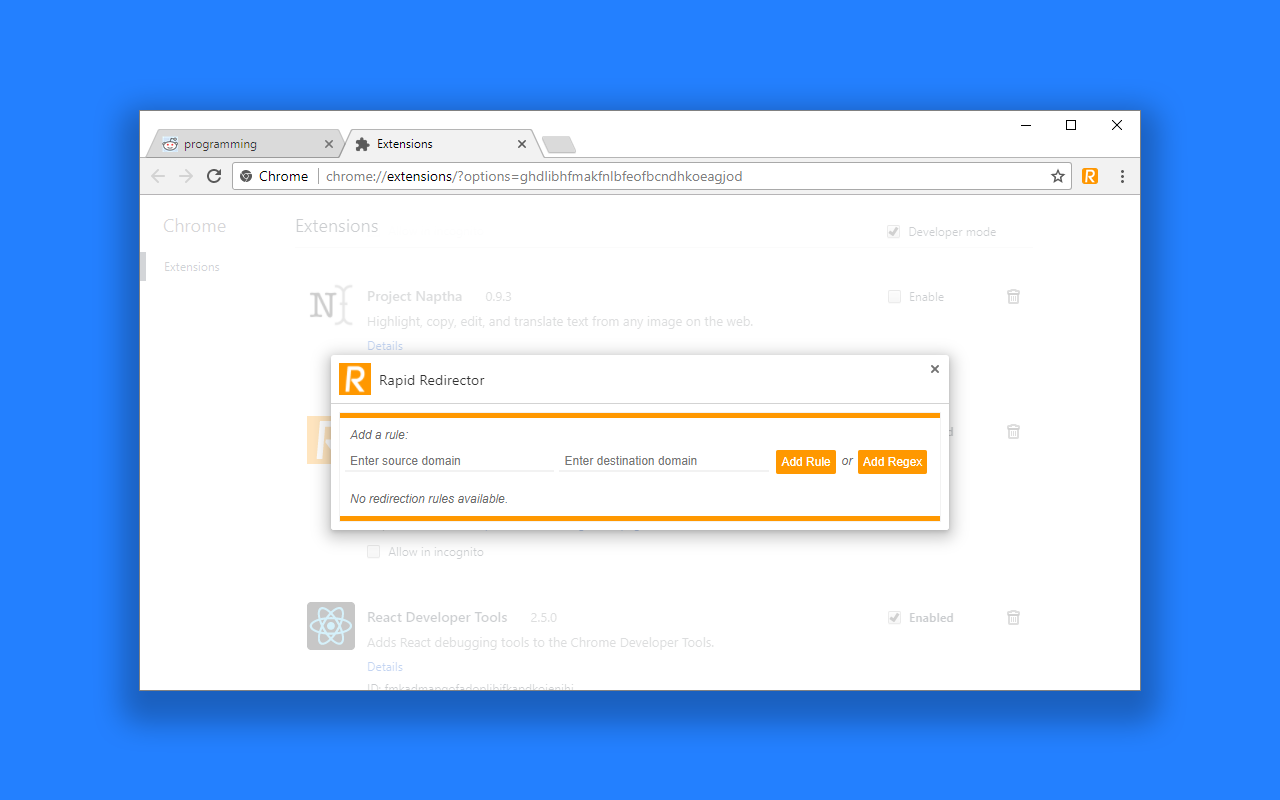 programming
Extensions
Chrome chrome://extensions/?options=ghdlibhfmakfnlbfeofbcndhkoeagjod
Chrome
Extensions
Developer mode
Extensions
Project Naptha 0.9.3
Enable
Highlight, copy, edit, and translate text from any image on the web.
Details
Rapid Redirector
Add a rule:
Enter source domain
Enter destination domain
Add Rule or Add Regex
No redirection rules available.
Allow in incognito
React Developer Tools 2.5.0
Enabled
Adds React debugging tools to the Chrome Developer Tools.
Details